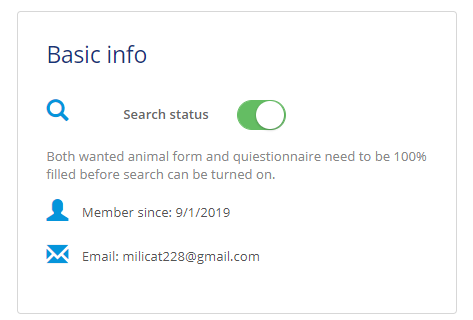 Basic info
Search status
Both wanted animal form and quiestionnaire need to be 100%
filled before search can be turned on.
Member since: 9/1/2019
Email: milicat228@gmail.com